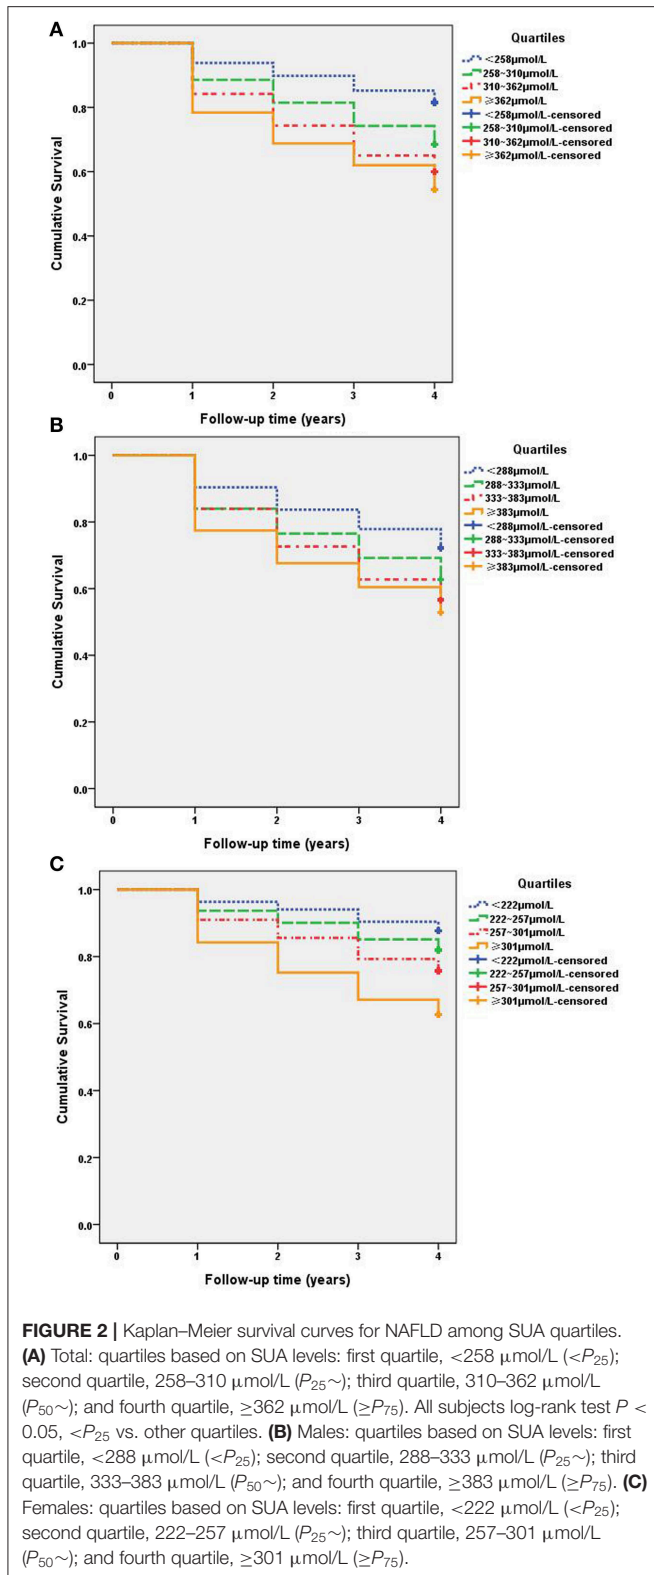 A
Quartiles
<258μmol/L
258~310μmol/L
310~362μmol/L
≥362μmol/L
<258μmol/L-censored
258~310μmol/L-censored
310~362μmol/L-censored
≥362μmol/L-censored
Cumulative Survival
1.0
0.8
0.6
0.4
0.2
0.0
0 1 2 3 4
Follow-up time (years)
B
Quartiles
<288μmol/L
288~333μmol/L
333~383μmol/L
≥383μmol/L
<288μmol/L-censored
288~333μmol/L-censored
333~383μmol/L-censored
≥383μmol/L-censored
Cumulative Survival
1.0
0.8
0.6
0.4
0.2
0.0
0 1 2 3 4
Follow-up time (years)
C
Quartiles
<222μmol/L
222~257μmol/L
257~301μmol/L
≥301μmol/L
<222μmol/L-censored
222~257μmol/L-censored
257~301μmol/L-censored
≥301μmol/L-censored
Cumulative Survival
1.0
0.8
0.6
0.4
0.2
0.0
0 1 2 3 4
Follow-up time (years)
FIGURE 2 | Kaplan–Meier survival curves for NAFLD among SUA quartiles.
(A) Total: quartiles based on SUA levels: first quartile, <258 μmol/L (<P25);
second quartile, 258–310 μmol/L (P25~); third quartile, 310–362 μmol/L
(P50~); and fourth quartile, ≥362 μmol/L (≥P75). All subjects log-rank test P <
0.05, <P25 vs. other quartiles. (B) Males: quartiles based on SUA levels: first
quartile, <288 μmol/L (<P25); second quartile, 288–333 μmol/L (P25~); third
quartile, 333–383 μmol/L (P50~); and fourth quartile, ≥383 μmol/L (≥P75). (C)
Females: quartiles based on SUA levels: first quartile, <222 μmol/L (<P25);
second quartile, 222–257 μmol/L (P25~); third quartile, 257–301 μmol/L
(P50~); and fourth quartile, ≥301 μmol/L (≥P75).